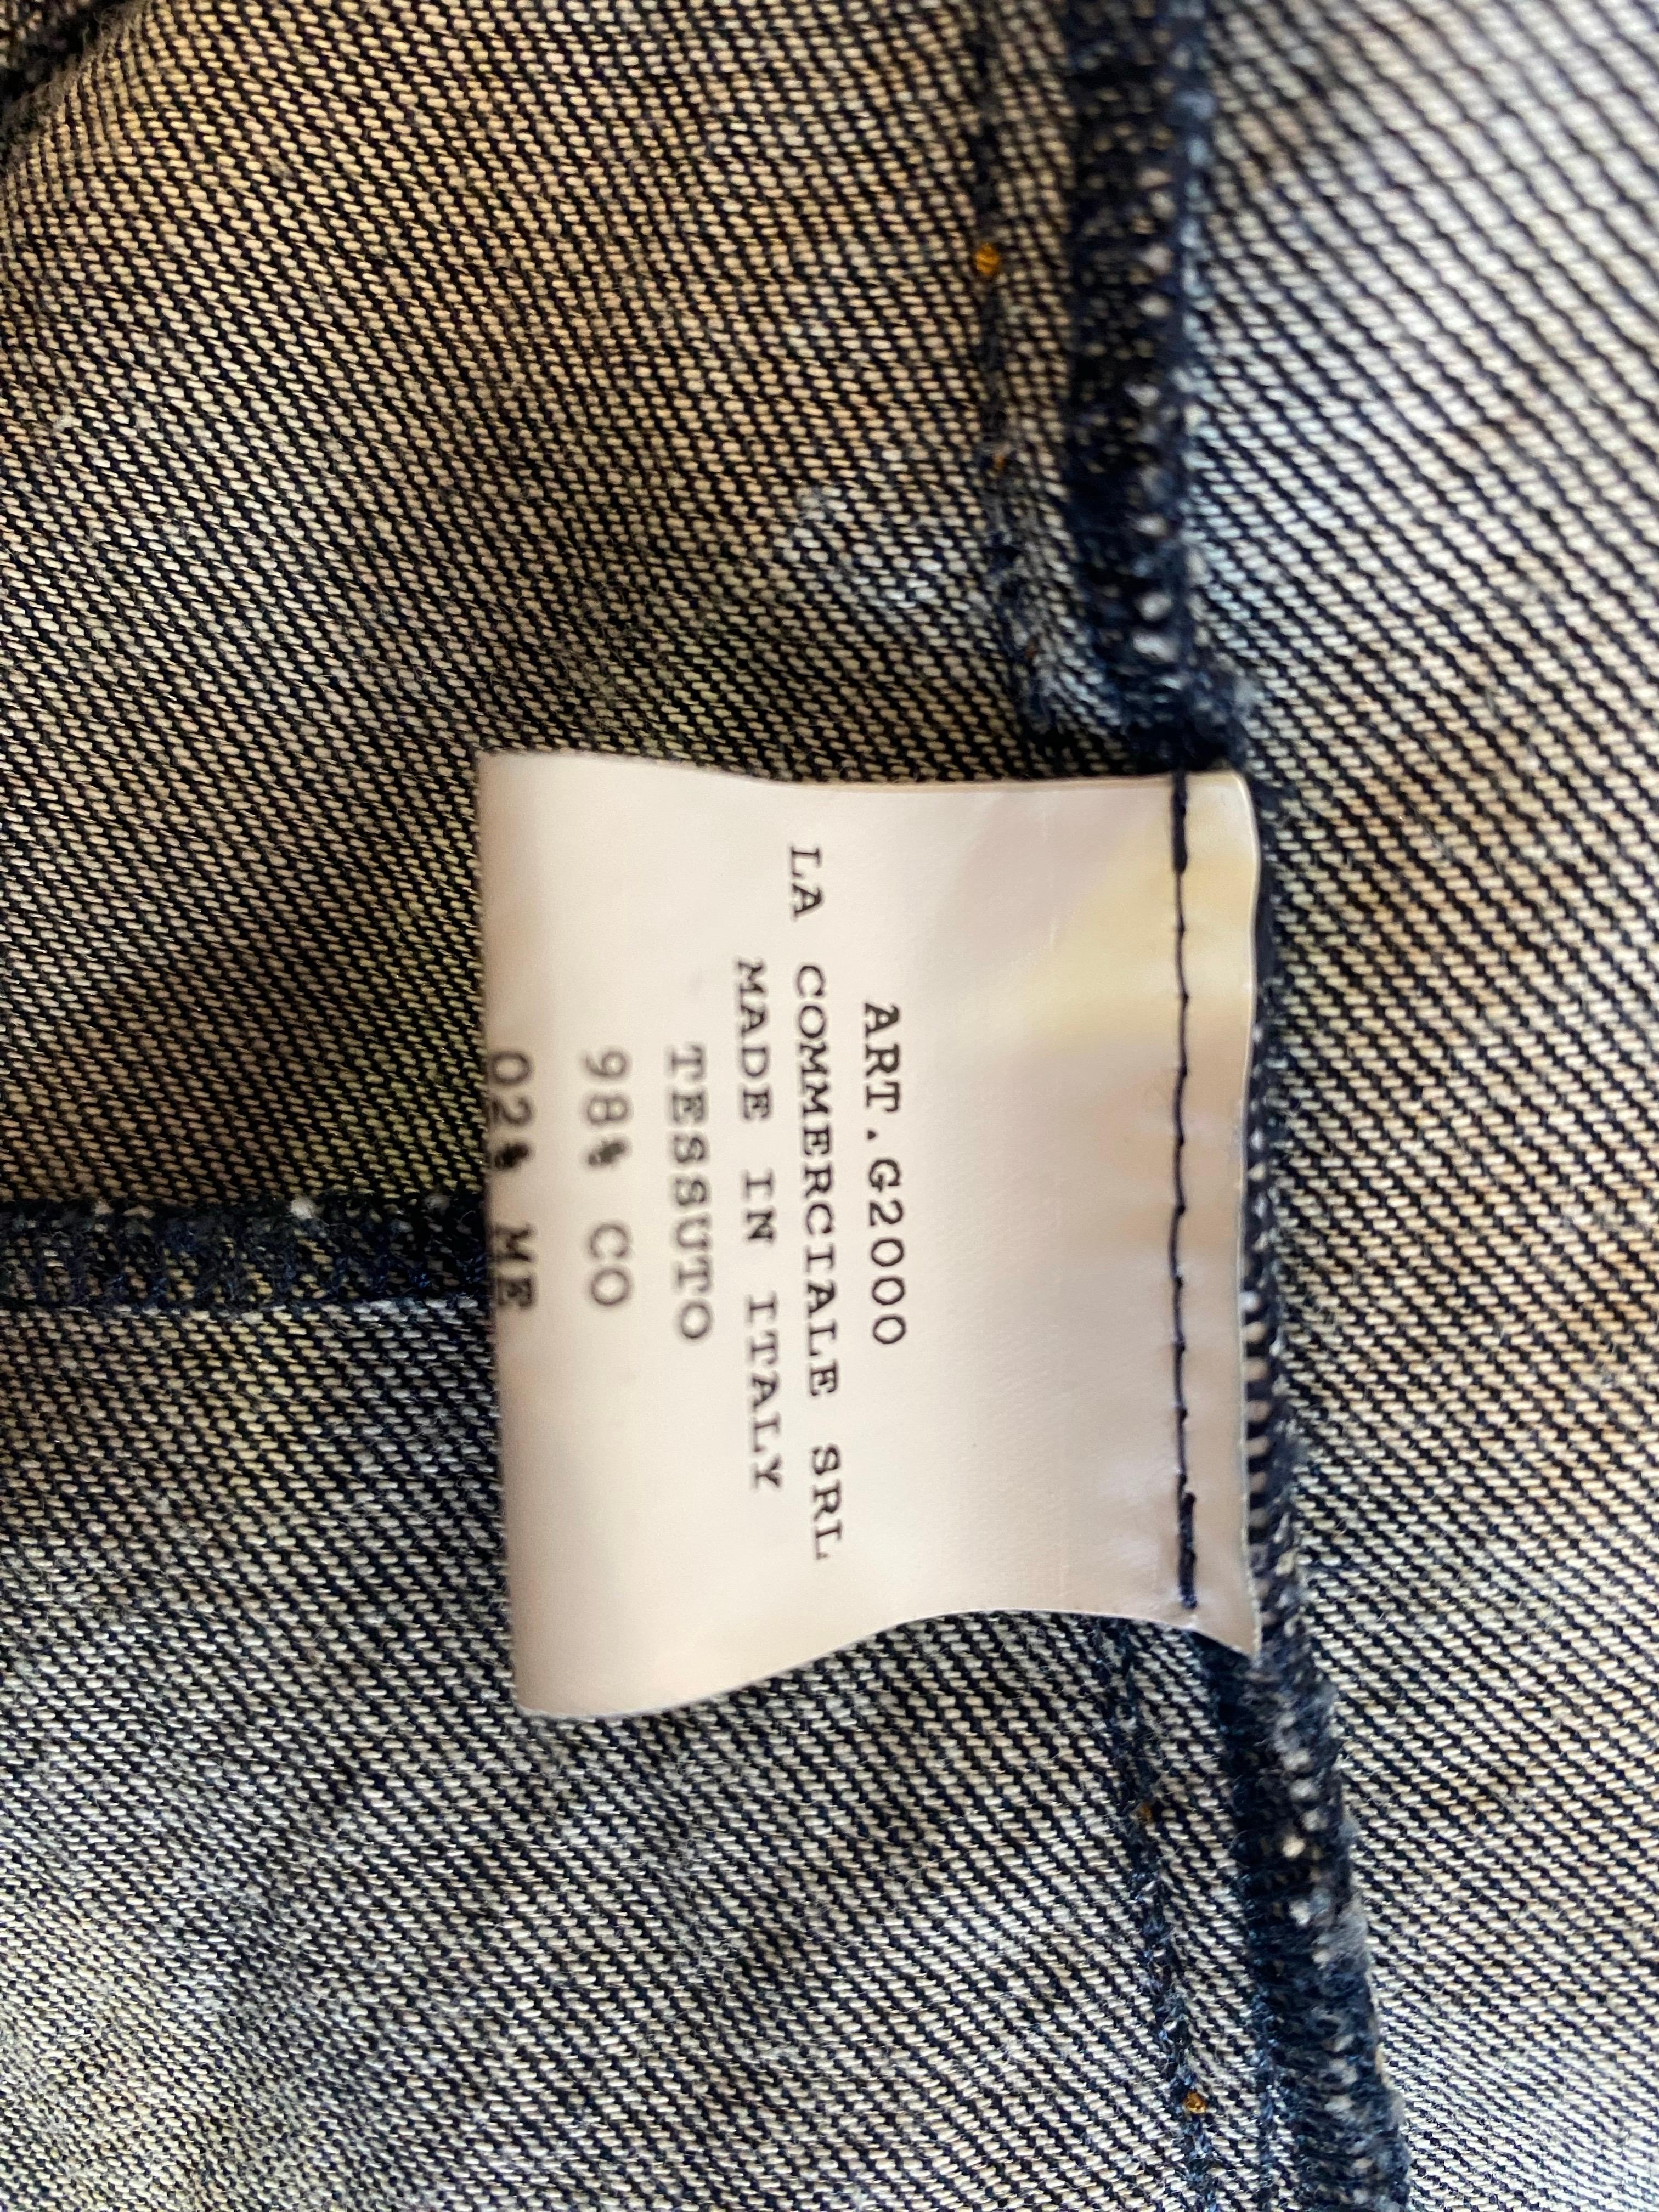 ART.G2000
LA COMMERCIALE SRL
MADE IN ITALY
TESSUTO
98% CO
02% ME